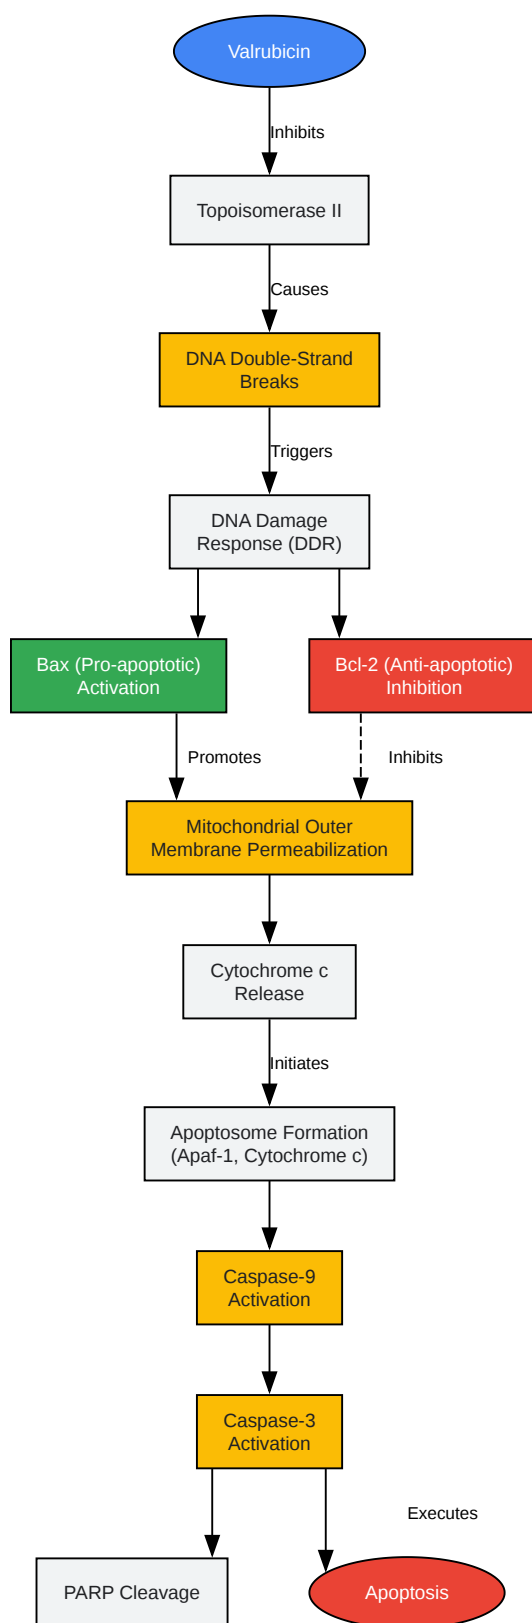 Valrubicin
Inhibits
Topoisomerase II
Causes
DNA Double-Strand
Breaks
Triggers
DNA Damage
Response (DDR)
Bax (Pro-apoptotic)
Activation
Bcl-2 (Anti-apoptotic)
Inhibition
Promotes
Inhibits
Mitochondrial Outer
Membrane Permeabilization
Cytochrome c
Release
Initiates
Apoptosome Formation
(Apaf-1, Cytochrome c)
Caspase-9
Activation
Caspase-3
Activation
Executes
PARP Cleavage
Apoptosis